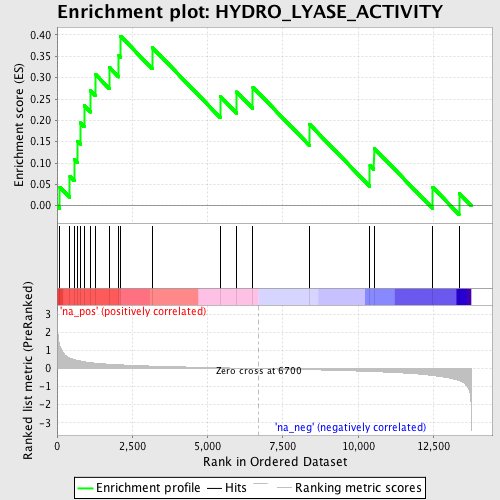 Enrichment plot: HYDRO_LYASE_ACTIVITY
Enrichment score (ES)
0.40
0.35
0.30
0.25
0.20
0.15
0.10
0.05
0.00
'na_pos' (positively correlated)
Ranked list metric (PreRanked)
3
2
1
0
-1
-2
-3
Zero cross at 6700
'na_neg' (negatively correlated)
0 2,500 5,000 7,500 10,000 12,500
Rank in Ordered Dataset
Enrichment profile Hits Ranking metric scores